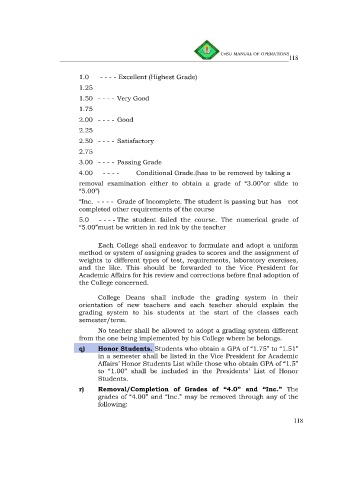 UnSU MANUAL OF OPERATIONS
118
1.0 - - - - Excellent (Highest Grade)
1.25
1.50 - - - - Very Good
1.75
2.00 - - - - Good
2.25
2.50 - - - - Satisfactory
2.75
3.00 - - - - Passing Grade
4.00 - - - - Conditional Grade.(has to be removed by taking a
removal examination either to obtain a grade of "3.00"or slide to
"5.00")
"Inc. - - - - Grade of Incomplete. The student is passing but has not
completed other requirements of the course
5.0 - - - - The student failed the course. The numerical grade of
"5.00"must be written in red ink by the teacher
Each College shall endeavor to formulate and adopt a uniform
method or system of assigning grades to scores and the assignment of
weights to different types of test, requirements, laboratory exercises,
and the like. This should be forwarded to the Vice President for
Academic Affairs for his review and corrections before final adoption of
the College concerned.
College Deans shall include the grading system in their
orientation of new teachers and each teacher should explain the
grading system to his students at the start of the classes each
semester/term.
No teacher shall be allowed to adopt a grading system different
from the one being implemented by his College where he belongs.
q) Honor Students. Students who obtain a GPA of "1.75" to "1.51"
in a semester shall be listed in the Vice President for Academic
Affairs' Honor Students List while those who obtain GPA of "1.5"
to "1.00" shall be included in the Presidents' List of Honor
Students.
r) Removal/Completion of Grades of "4.0" and "Inc." The
grades of "4.00" and "Inc." may be removed through any of the
following:
118